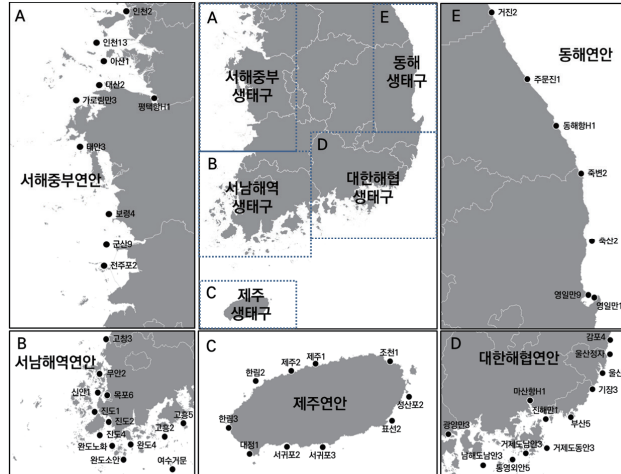 A
인천2
인천13
아산1
대산2
가로림만3
평택항H1
태안3
서해중부연안
보령4
군산9
전주포2
A
E
서해중부
생태구
동해
생태구
B
D
서남해역
생태구
대한해협
생태구
C
제주
생태구
E
거진2
동해연안
주문진1
동해항H1
죽변2
축산2
영일만9
영일만1
B
고창3
서남해역연안
무안2
신안1
목포6
진도1
진도2
고흥5
진도4
고흥2
완도노화
완도4
완도소안
여수거문
C
조천1
제주1
제주2
한림2
제주연안
성산포2
한림3
표선2
대정1
서귀포2
서귀포3
D
감포4
대한해협연안
울산정자
울산
기장3
마산항H1
진해만1
부산5
광양만3
거제도남3
거제도동안3
남해도남안3
통영외안5